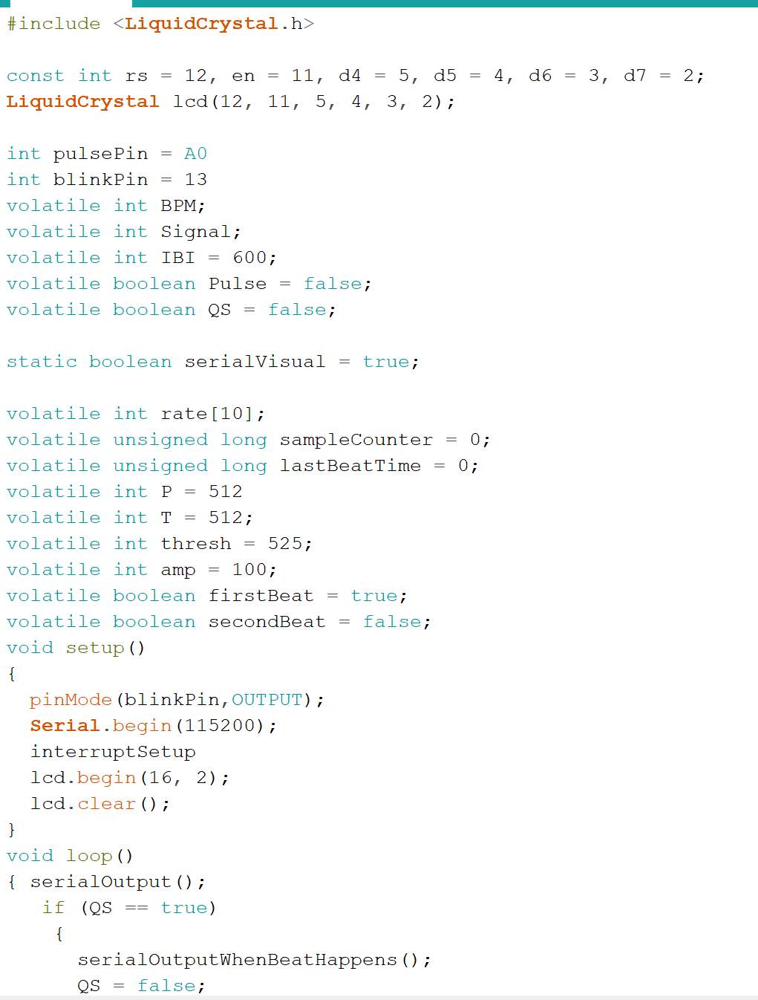 #include <LiquidCrystal.h>
const int rs = 12, en = 11, d4 = 5, d5 = 4, d6 = 3, d7 = 2;
LiquidCrystal lcd(12, 11, 5, 4, 3, 2);
int pulsePin = A0
int blinkPin = 13
volatile int BPM;
volatile int Signal;
volatile int IBI = 600;
volatile boolean Pulse = false;
volatile boolean QS = false;
static boolean serialVisual = true;
volatile int rate[10];
volatile unsigned long sampleCounter = 0;
volatile unsigned long lastBeatTime = 0;
volatile int P = 512
volatile int T = 512;
volatile int thresh = 525;
volatile int amp = 100;
volatile boolean firstBeat = true;
volatile boolean secondBeat = false;
void setup()
{
pinMode(blinkPin,OUTPUT);
Serial.begin(115200);
interruptSetup
lcd.begin(16, 2);
lcd.clear();
}
void loop()
{ serialOutput();
if (QS == true)
{
serialOutputWhenBeatHappens();
QS = false;